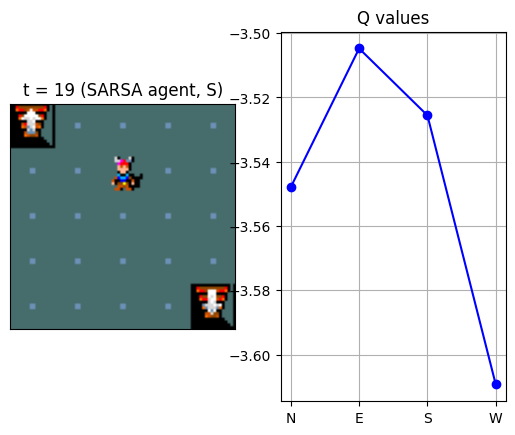 Q values
t = 19 (SARSA agent, S)
−3.50
−3.52
−3.54
−3.56
−3.58
−3.60
N E S W